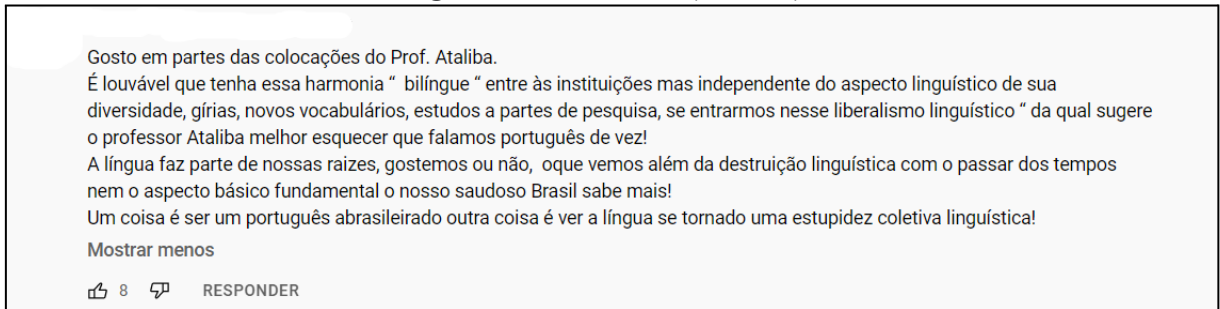 Gosto em partes das colocações do Prof. Ataliba.
É louvável que tenha essa harmonia “ bilíngue “ entre às instituições mas independente do aspecto linguístico de sua
diversidade, gírias, novos vocabulários, estudos a partes de pesquisa, se entrarmos nesse liberalismo linguístico “ da qual sugere
o professor Ataliba melhor esquecer que falamos português de vez!
A língua faz parte de nossas raizes, gostemos ou não, oque vemos além da destruição linguística com o passar dos tempos
nem o aspecto básico fundamental o nosso saudoso Brasil sabe mais!
Um coisa é ser um português abrasileirado outra coisa é ver a língua se tornado uma estupidez coletiva linguística!
Mostrar menos
8 RESPONDER